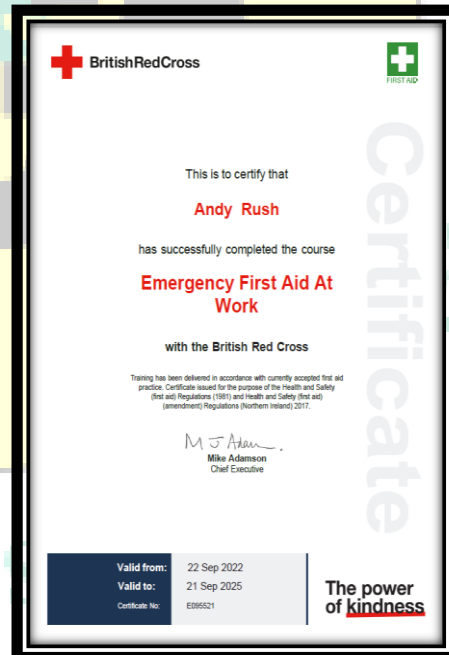 BritishRedCross
FIRST AID
Certificate
This is to certify that
Andy Rush
has successfully completed the course
Emergency First Aid At
Work
with the British Red Cross
Training has been delivered in accordance with currently accepted first aid
practice. Certificate issued for the purpose of the Health and Safety
(first aid) Regulations (1981) and Health and Safety (first aid)
(amendment) Regulations (Northern Ireland) 2017.
M J Adam
Mike Adamson
Chief Executive
Valid from: 22 Sep 2022
Valid to: 21 Sep 2025
Certificate No: E095521
The power
of kindness